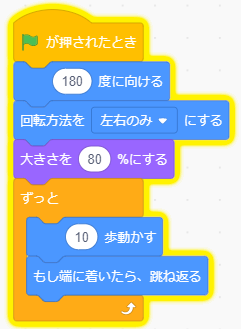 が押されたとき
180 度に向ける
回転方法を 左右のみ にする
大きさを 80 %にする
ずっと
10 歩動かす
もし端に着いたら、跳ね返る